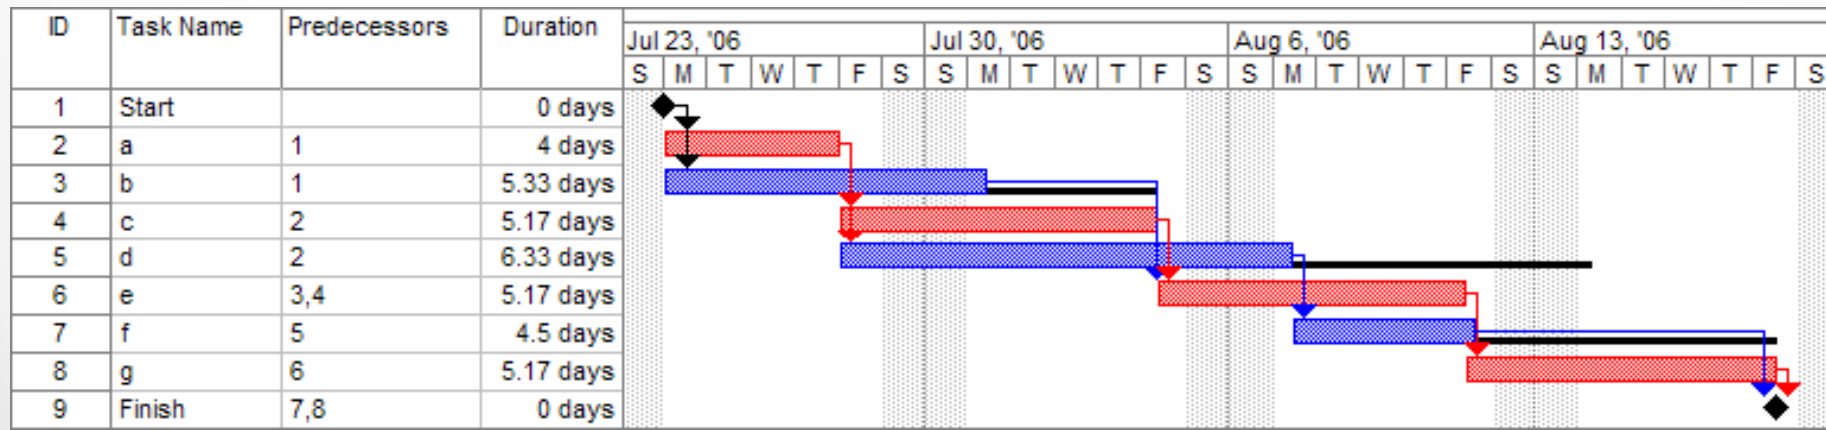 ID Task Name Predecessors Duration Jul 23, '06 Jul 30, '06 Aug 6, '06 Aug 13, '06
S M T W T F S S M T W T F S S M T W T F S S M T W T F S
1 Start 0 days
2 a 1 4 days
3 b 1 5.33 days
4 c 2 5.17 days
5 d 2 6.33 days
6 e 3,4 5.17 days
7 f 5 4.5 days
8 g 6 5.17 days
9 Finish 7,8 0 days